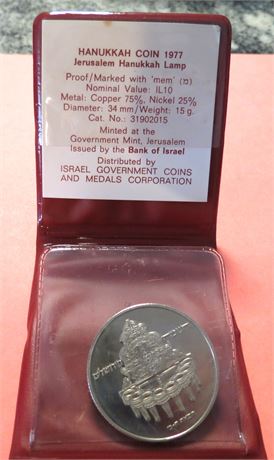 HANUKKAH COIN 1977
Jerusalem Hanukkah Lamp
Proof/Marked with 'mem' (מ)
Nominal Value: IL10
Metal: Copper 75%, Nickel 25%
Diameter: 34 mm/Weight: 15 g.
Cat. No.: 31902015
Minted at the
Government Mint, Jerusalem
Issued by the Bank of Israel
Distributed by
ISRAEL GOVERNMENT COINS
AND MEDALS CORPORATION